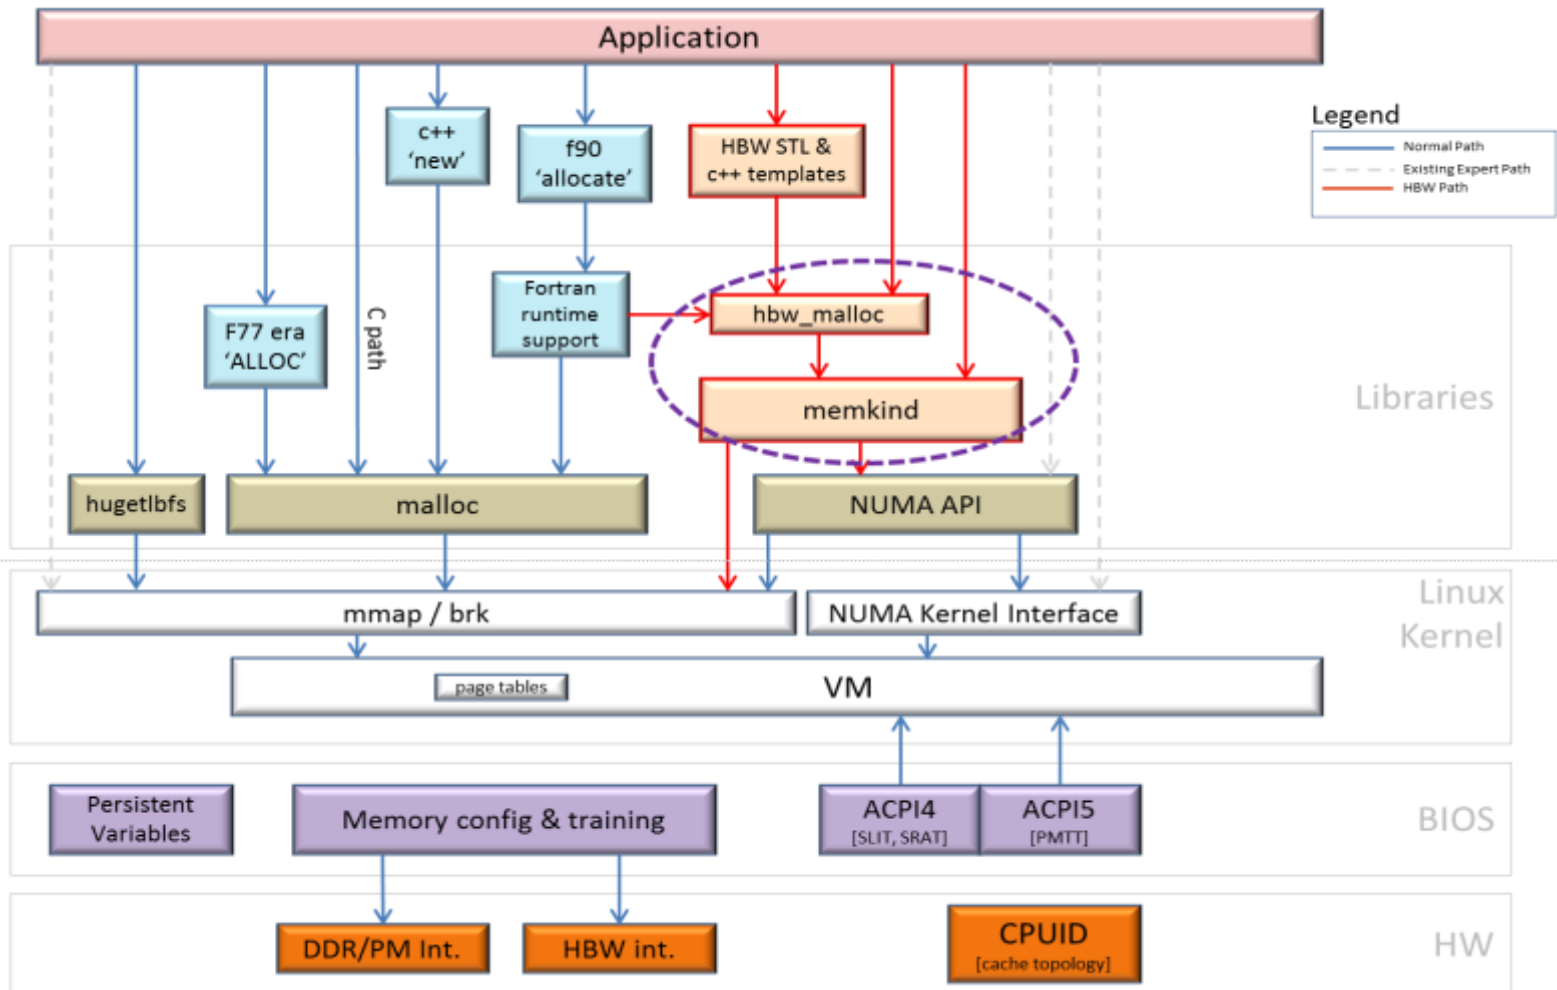 Application
c++
‘new’
f90
‘allocate’
HBW STL &
c++ templates
Legend
Normal Path
Existing Expert Path
HBW Path
Fortran
runtime
support
hbw_malloc
F77 era
‘ALLOC’
C path
memkind
Libraries
hugetlbfs
malloc
NUMA API
mmap / brk
NUMA Kernel Interface
Linux
Kernel
page tables
VM
Persistent
Variables
Memory config & training
ACPI4
[SLIT, SRAT]
ACPI5
[PMTT]
BIOS
DDR/PM Int.
HBW int.
CPUID
[cache topology]
HW